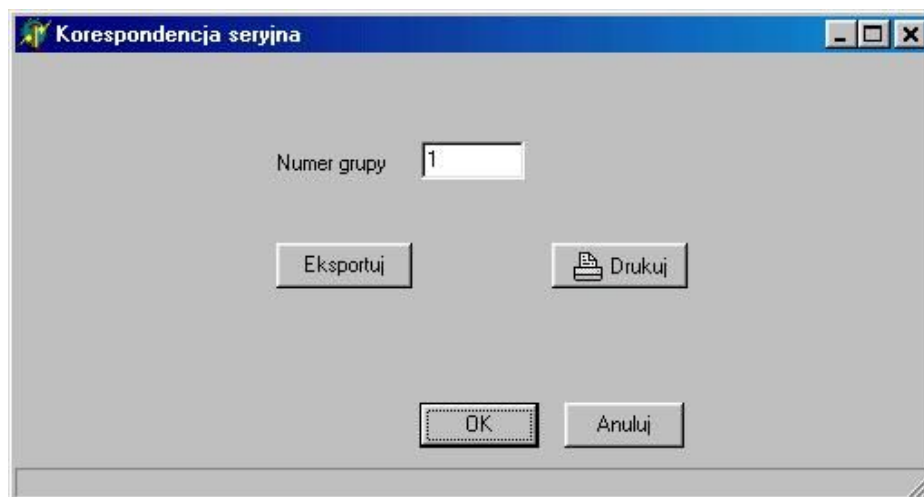 Korespondencja seryjna
Numer grupy 1
Eksportuj Drukuj
OK Anuluj